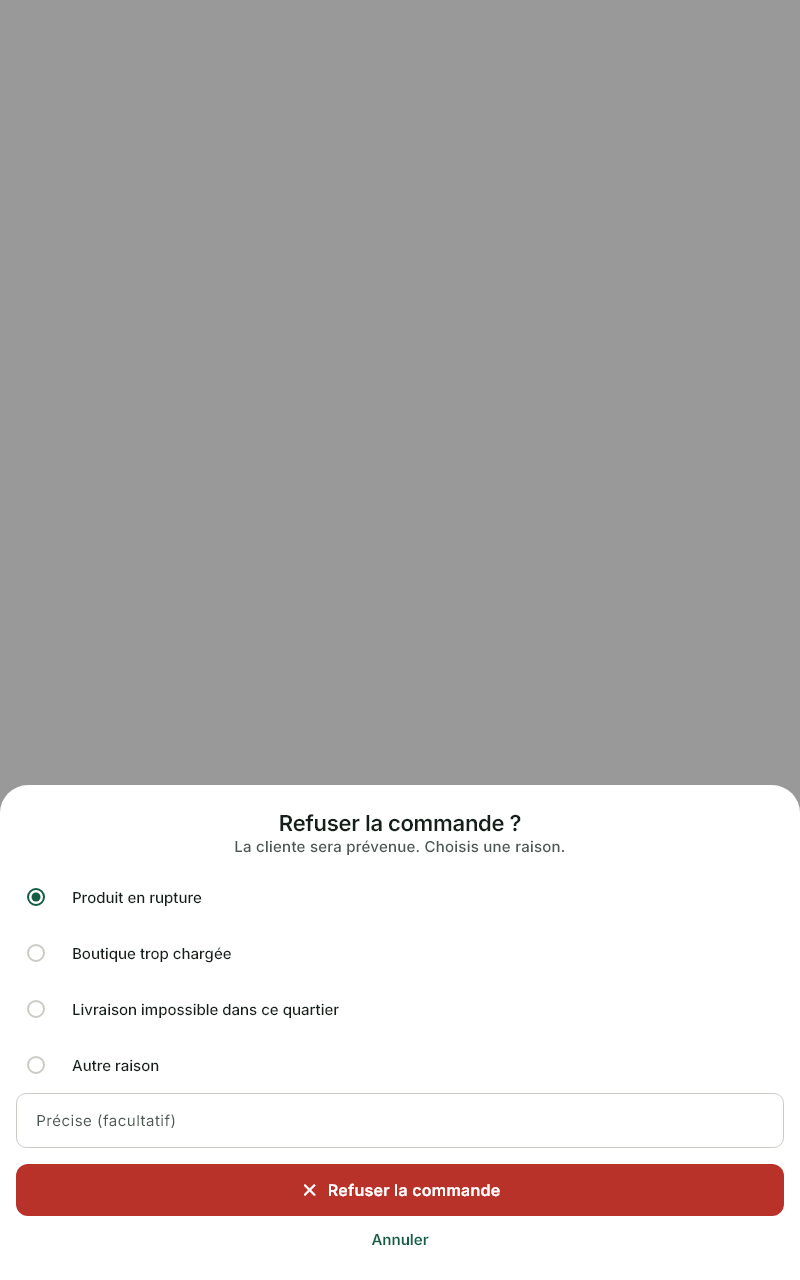 Refuser la commande ?
La cliente sera prévenue. Choisis une raison.
Produit en rupture
Boutique trop chargée
Livraison impossible dans ce quartier
Autre raison
Précise (facultatif)
Refuser la commande
Annuler